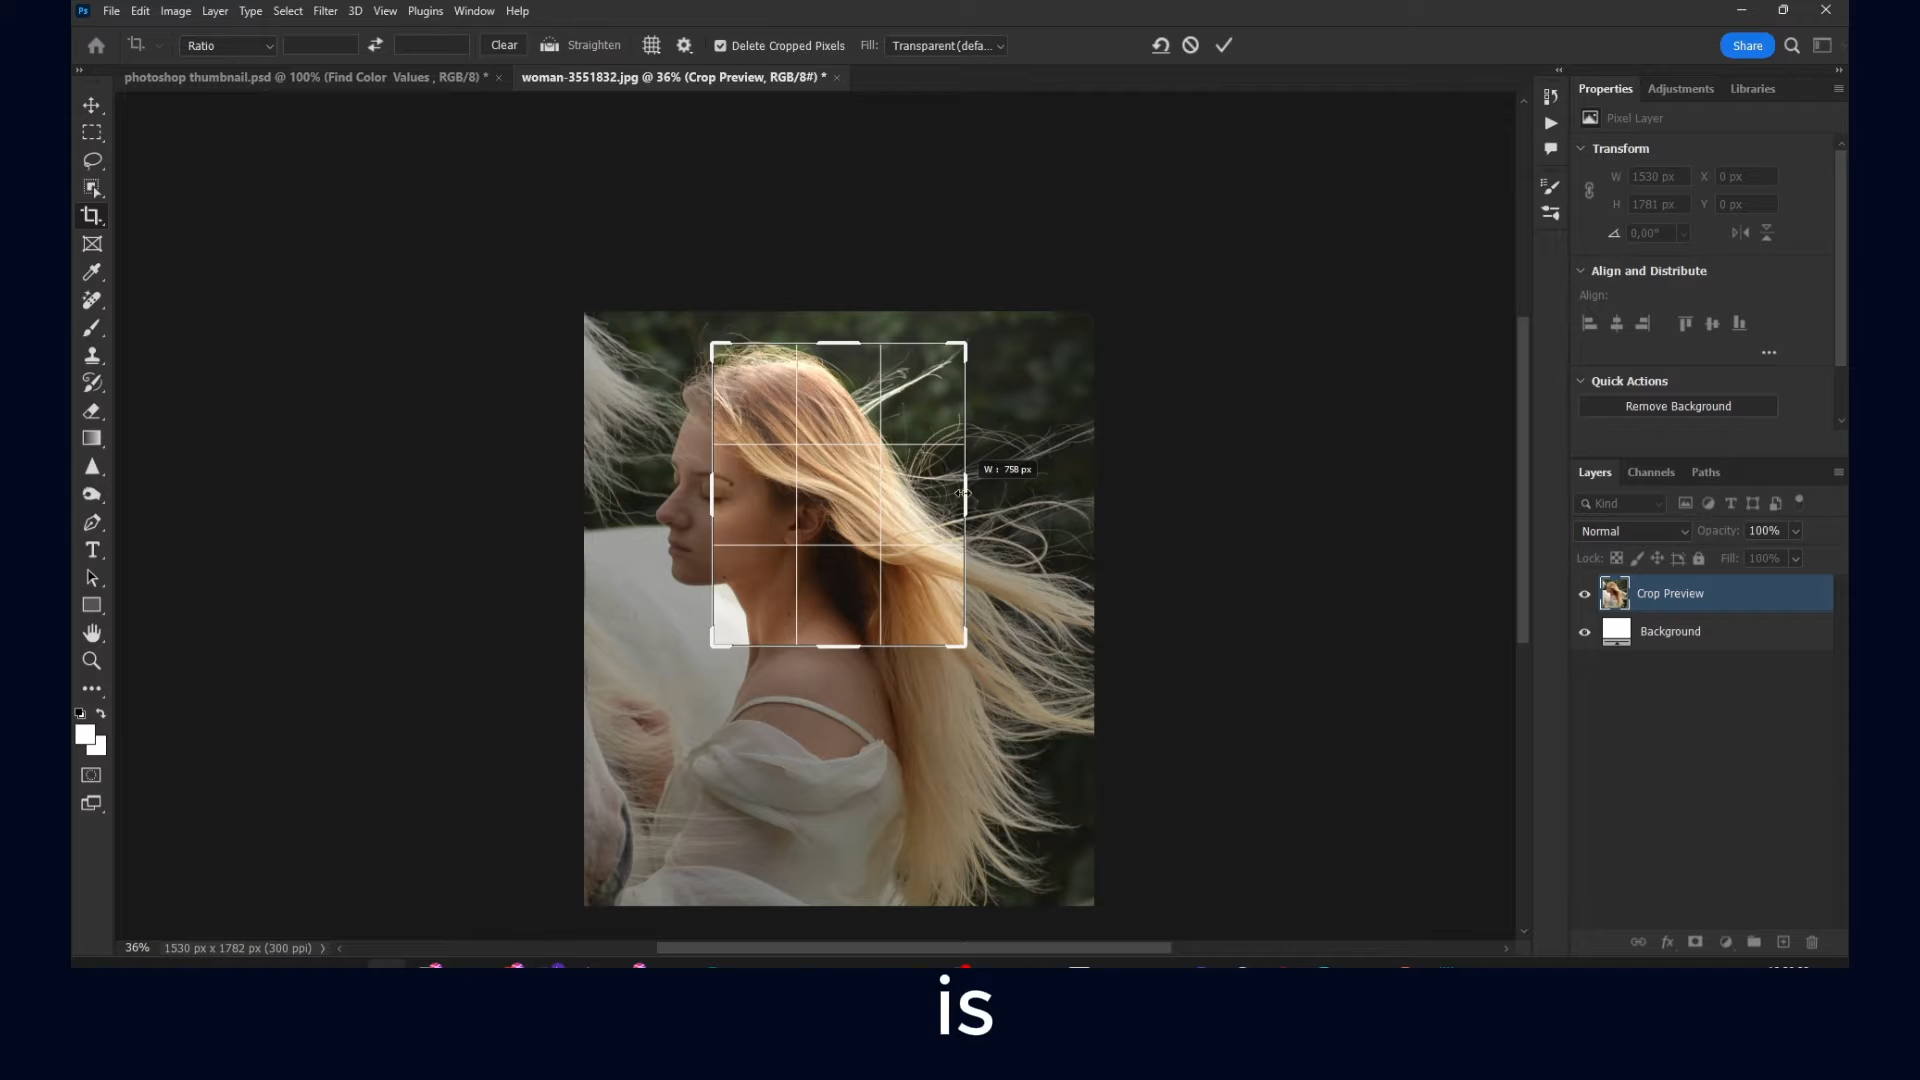 Ps File Edit Image Layer Type Select Filter 3D View Plugins Window Help
Ratio Clear Straighten Delete Cropped Pixels Fill: Transparent (defa... Share
photoshop thumbnail.psd @ 100% (Find Color Values , RGB/8) * × woman-3551832.jpg @ 36% (Crop Preview, RGB/8#) * ×
Properties Adjustments Libraries
Pixel Layer
Transform
W 1530 px X 0 px
H 1781 px Y 0 px
0,00°
Align and Distribute
Align:
Quick Actions
Remove Background
W : 758 px
Layers Channels Paths
Kind
Normal Opacity: 100%
Lock: Fill: 100%
Crop Preview
Background
36% 1530 px x 1782 px (300 ppi)
is